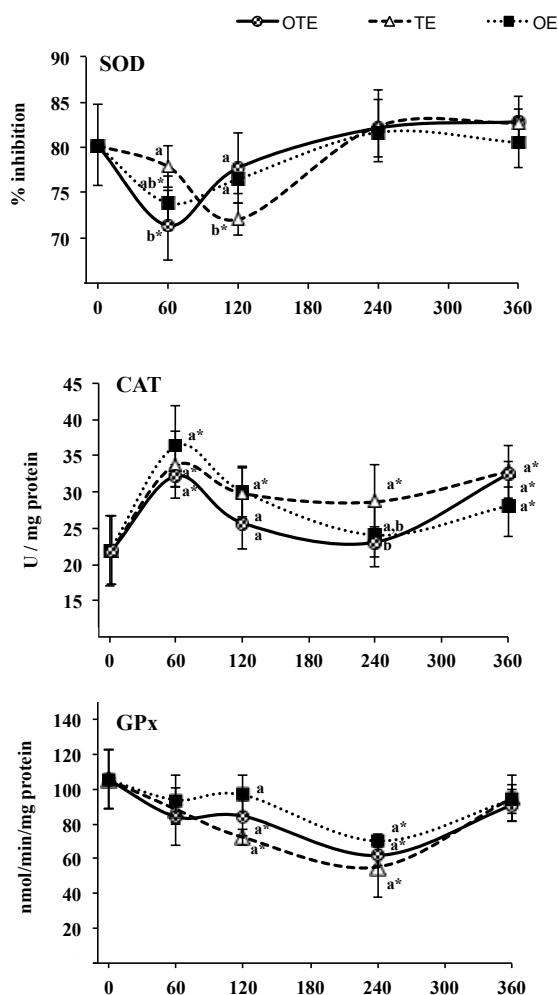 OTE TE OE
SOD
% inhibition
90
85
80
75
70
a
ab*
b*
a
a
b*
0 60 120 180 240 300 360
CAT
U / mg protein
45
40
35
30
25
20
15
a*
a*
a*
a*
a
a
a*
a,b
b
a*
a*
a*
0 60 120 180 240 300 360
GPx
nmol/min/mg protein
140
120
100
80
60
40
20
0
a
a*
a*
a*
a*
a*
0 60 120 180 240 300 360